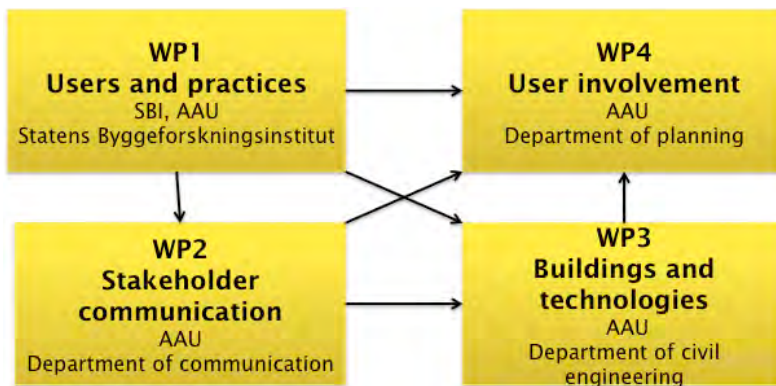 WP1
Users and practices
SBI, AAU
Statens Byggeforskningsinstitut
WP4
User involvement
AAU
Department of planning
WP2
Stakeholder
communication
AAU
Department of communication
WP3
Buildings and
technologies
AAU
Department of civil
engineering